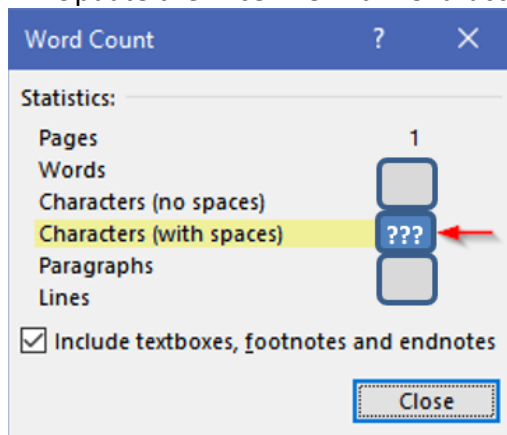 Word Count ? ×
Statistics:
Pages 1
Words
Characters (no spaces)
Characters (with spaces) ???
Paragraphs
Lines
Include textboxes, footnotes and endnotes
Close